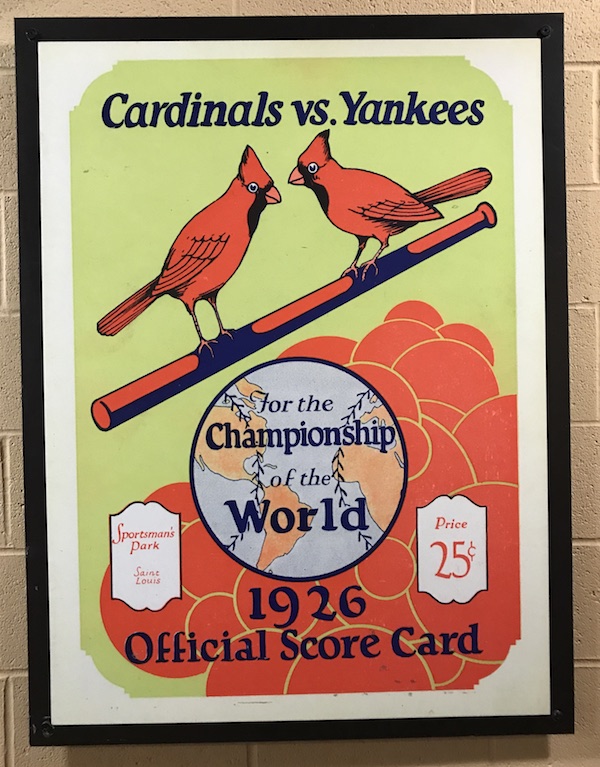 Cardinals vs. Yankees
for the
Championship
of the
World
Sportsman's
Park
Saint
Louis
Price
25¢
1926
Official Score Card